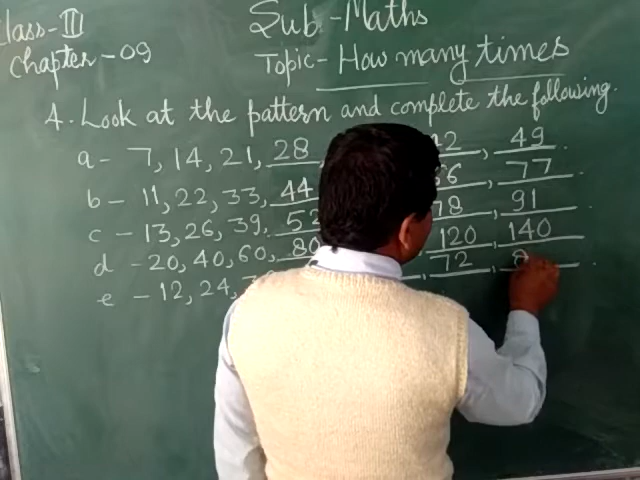 Class-III
Sub-Maths
Chapter-09
Topic-How many times
4. Look at the pattern and complete the following.
a- 7, 14, 21, 28, 42, 49.
b- 11, 22, 33, 44 66, 77
c- 13, 26, 39, 52 78, 91
d- 20, 40, 60, 80 120, 140
e- 12, 24, 72,